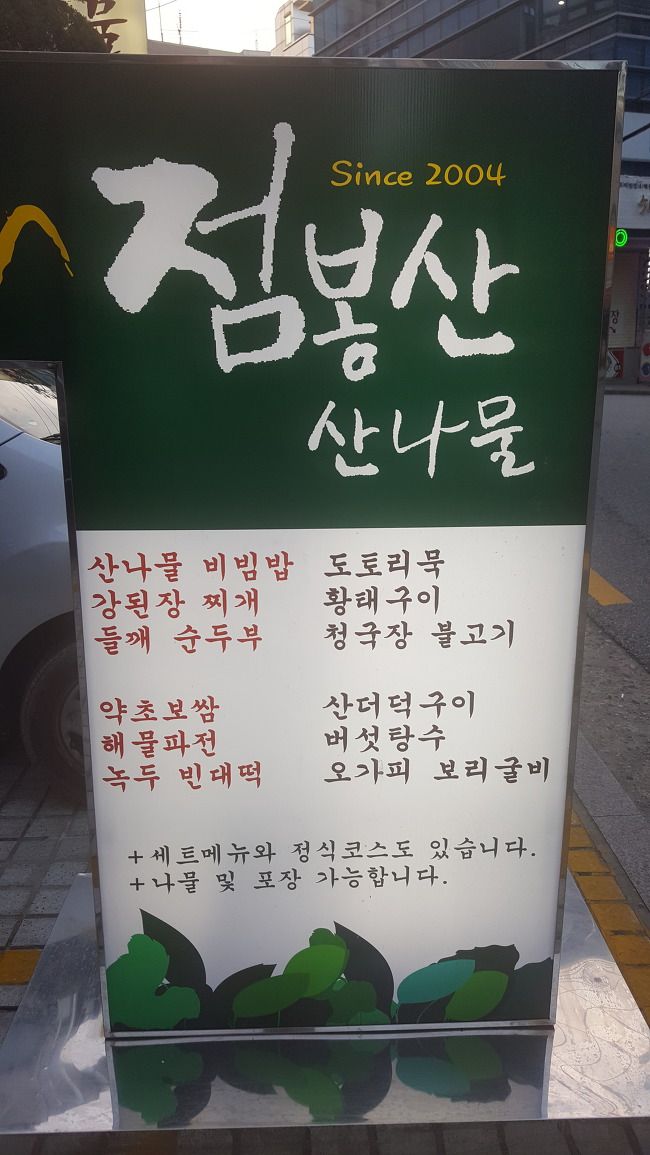 물
Since 2004
점봉산
산나물
산나물 비빔밥
강된장 찌개
들깨 순두부
도토리묵
황태구이
청국장 불고기
약초보쌈
해물파전
녹두 빈대떡
산더덕구이
버섯탕수
오가피 보리굴비
+세트메뉴와 정식코스도 있습니다.
+나물 및 포장 가능합니다.